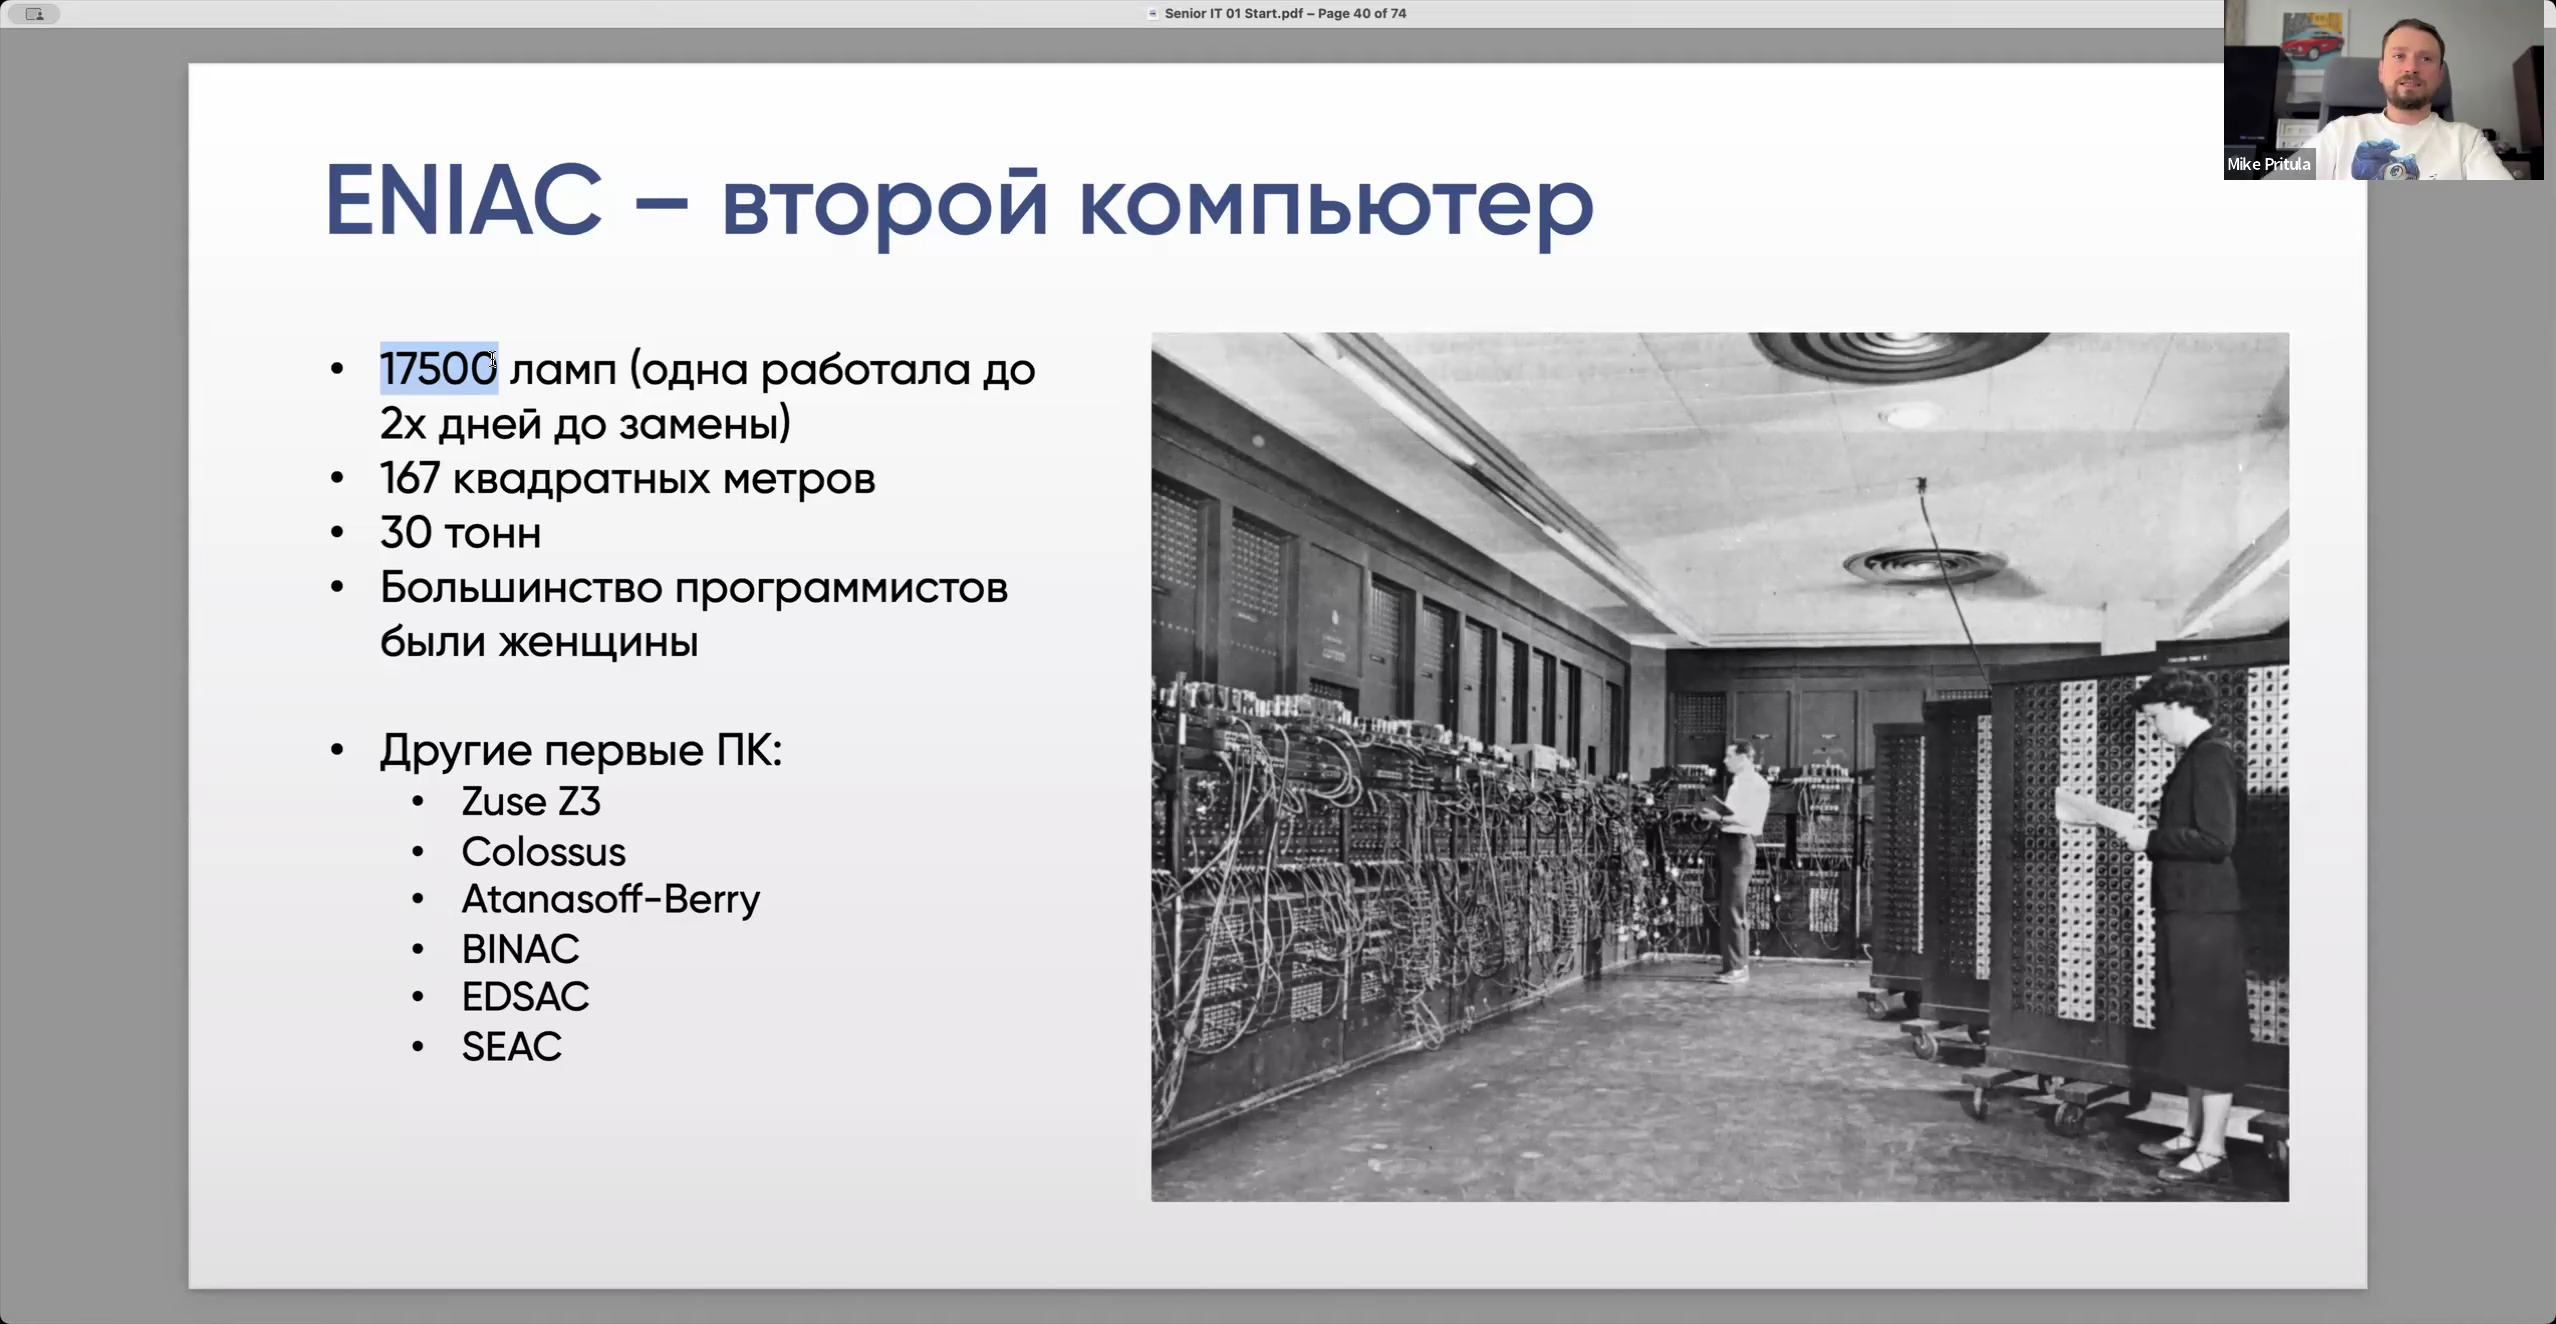 Senior IT 01 Start.pdf – Page 40 of 74
Mike Pritula
ENIAC – второй компьютер
• 17500 ламп (одна работала до
2х дней до замены)
• 167 квадратных метров
• 30 тонн
• Большинство программистов
были женщины
• Другие первые ПК:
• Zuse Z3
• Colossus
• Atanasoff-Berry
• BINAC
• EDSAC
• SEAC